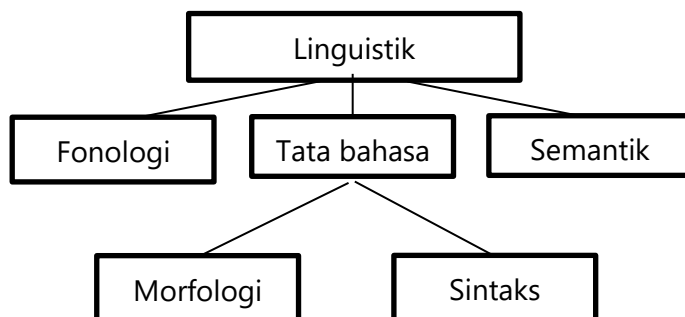 Linguistik
Fonologi
Tata bahasa
Semantik
Morfologi
Sintaks